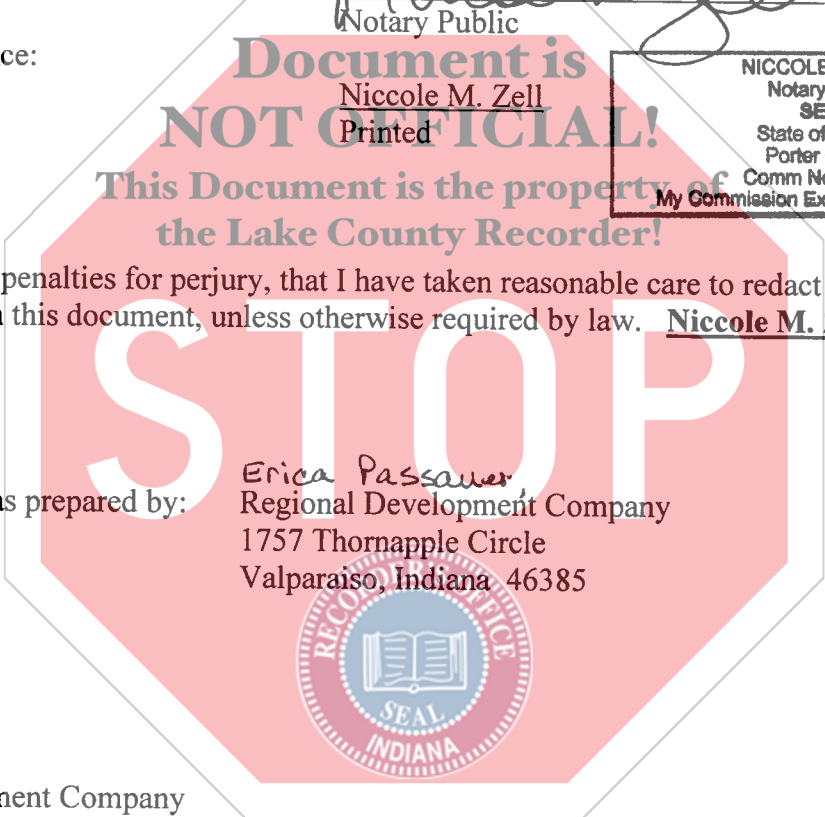 Notary Public
ce:
Document is
NICCOLE
Niccole M. Zell
Notary
NOT OFFICIAL!
SE
Printed
State of
Porter
This Document is the property of
Comm No
My Commission Ex
the Lake County Recorder!
penalties for perjury, that I have taken reasonable care to redact
this document, unless otherwise required by law. Niccole M.
STOP
Erica Passauer,
as prepared by: Regional Development Company
1757 Thornapple Circle
Valparaiso, Indiana 46385
RECORDER'S OFFICE
SEAL
INDIANA
ment Company